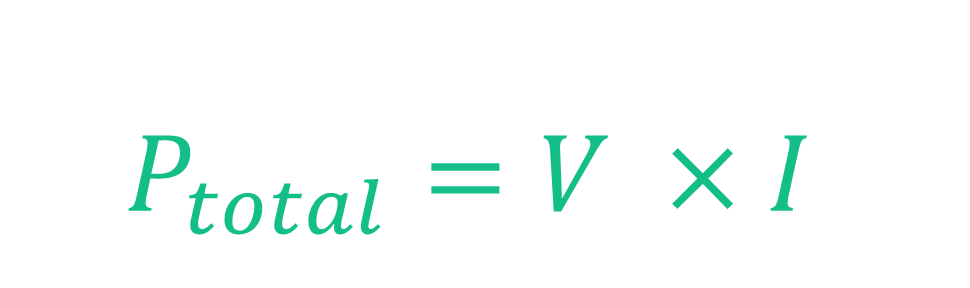 P_total = V × I